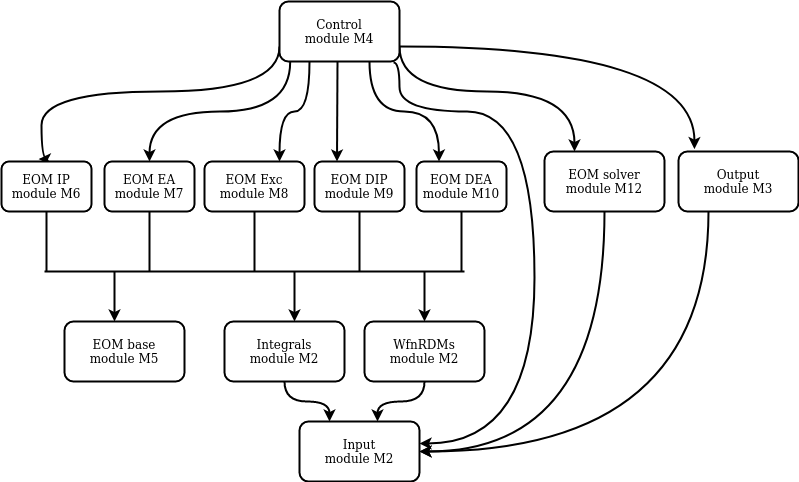 Control
module M4
EOM IP
module M6
EOM EA
module M7
EOM Exc
module M8
EOM DIP
module M9
EOM DEA
module M10
EOM solver
module M12
Output
module M3
EOM base
module M5
Integrals
module M2
WfnRDMs
module M2
Input
module M2